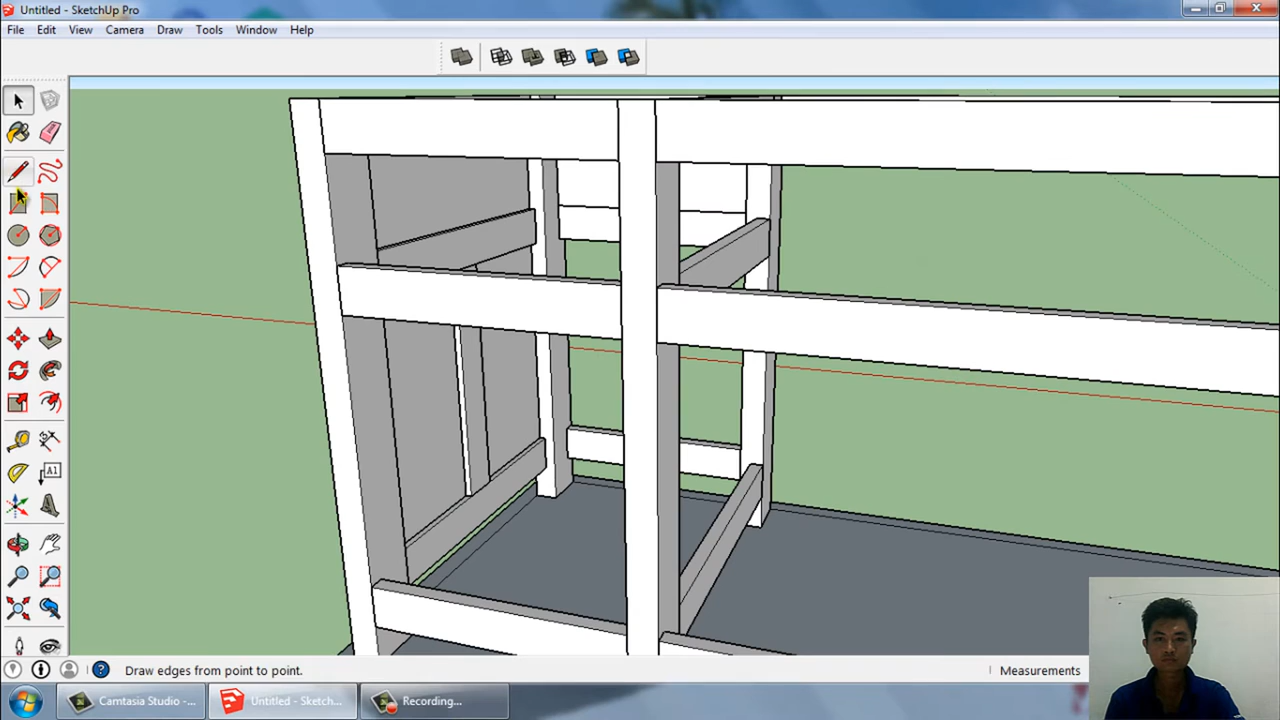 Untitled - SketchUp Pro
File Edit View Camera Draw Tools Window Help
A1
Draw edges from point to point.
Measurements
Camtasia Studio -...
Untitled - Sketch...
Recording...